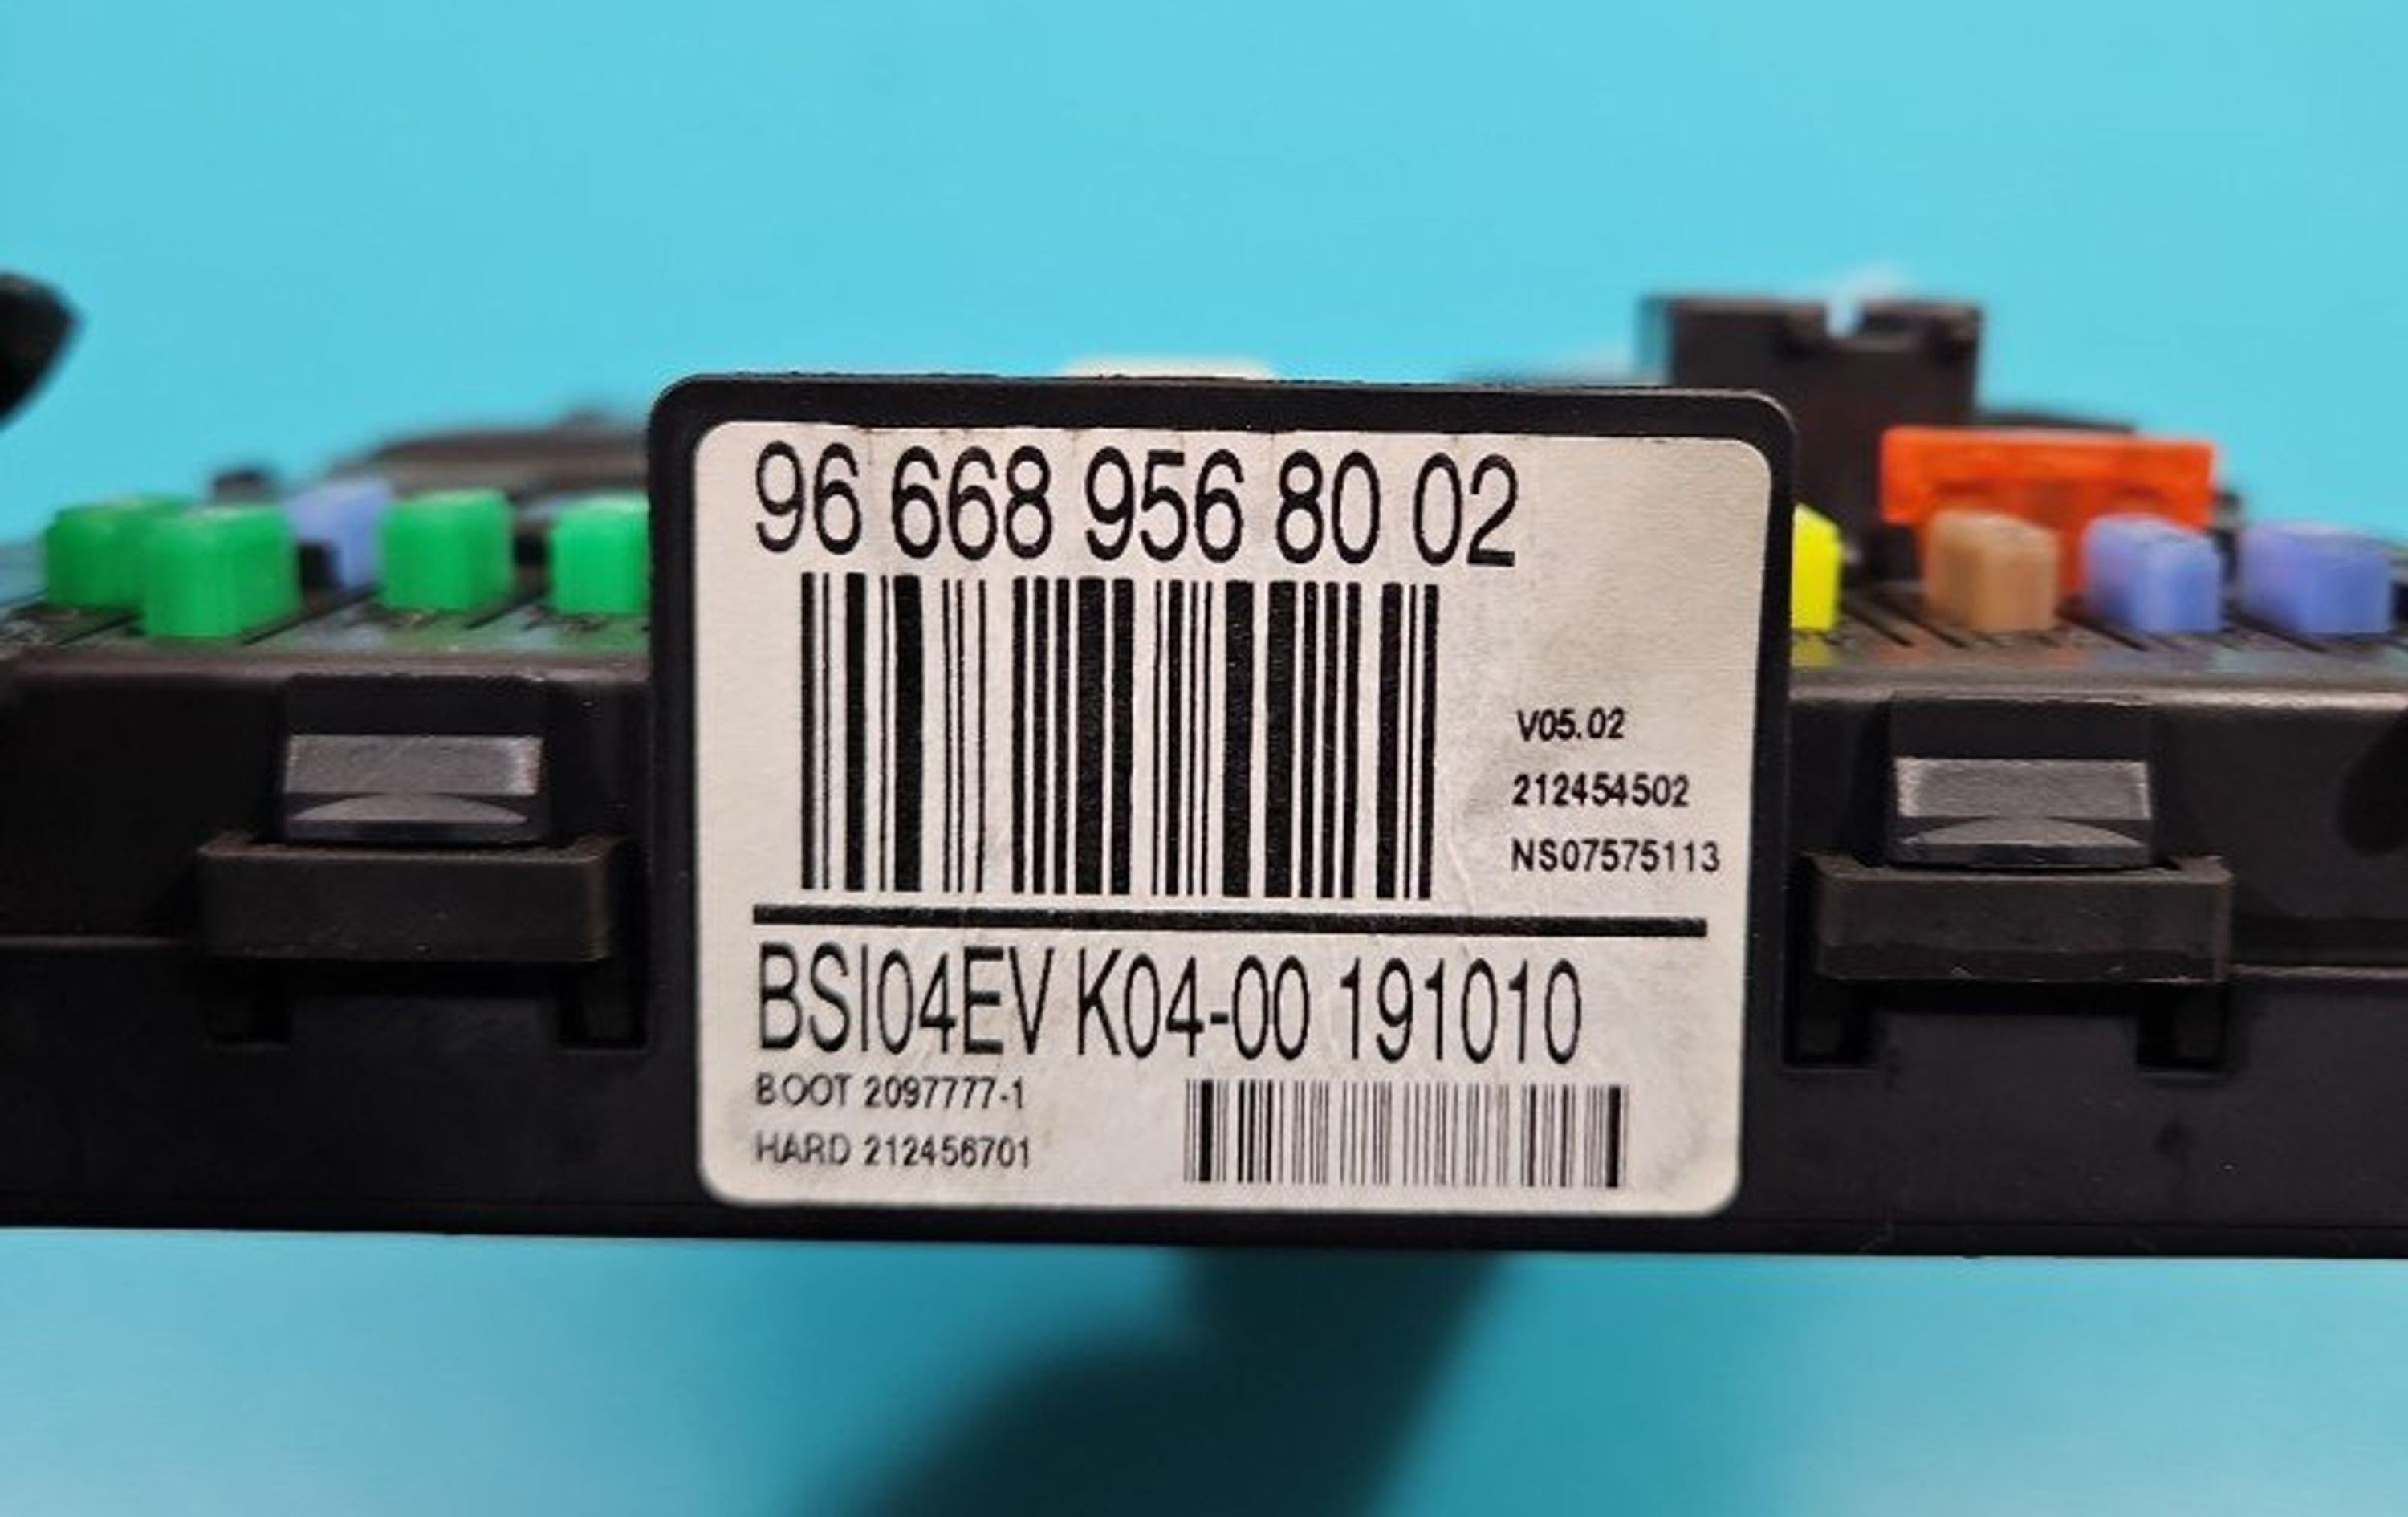 96 668 956 80 02
V05.02
212454502
NS07575113
BSI04EV K04-00 191010
BOOT 2097777-1
HARD 212456701